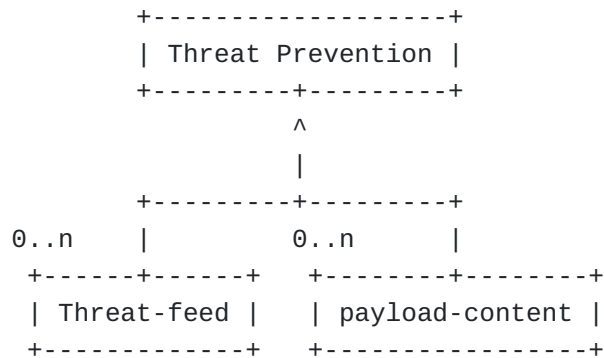 +--------------------+
| Threat Prevention |
+---------+---------+
^
|
+---------+---------+
0..n | 0..n |
+------+------+ +--------+--------+
| Threat-feed | | payload-content |
+-------------+ +-----------------+